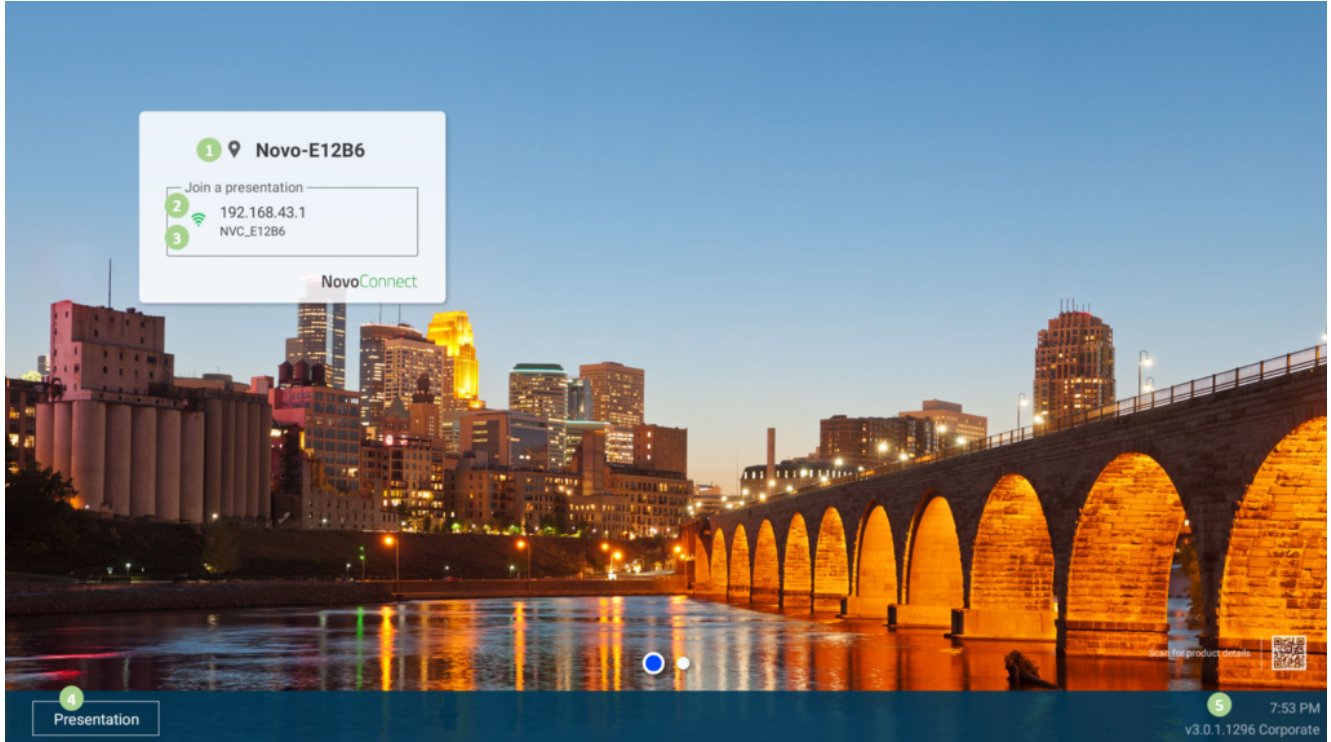 1 Novo-E12B6
Join a presentation
2 192.168.43.1
3 NVC_E12B6
NovoConnect
Scan for product details
4
Presentation
5 7:53 PM
v3.0.1.1296 Corporate